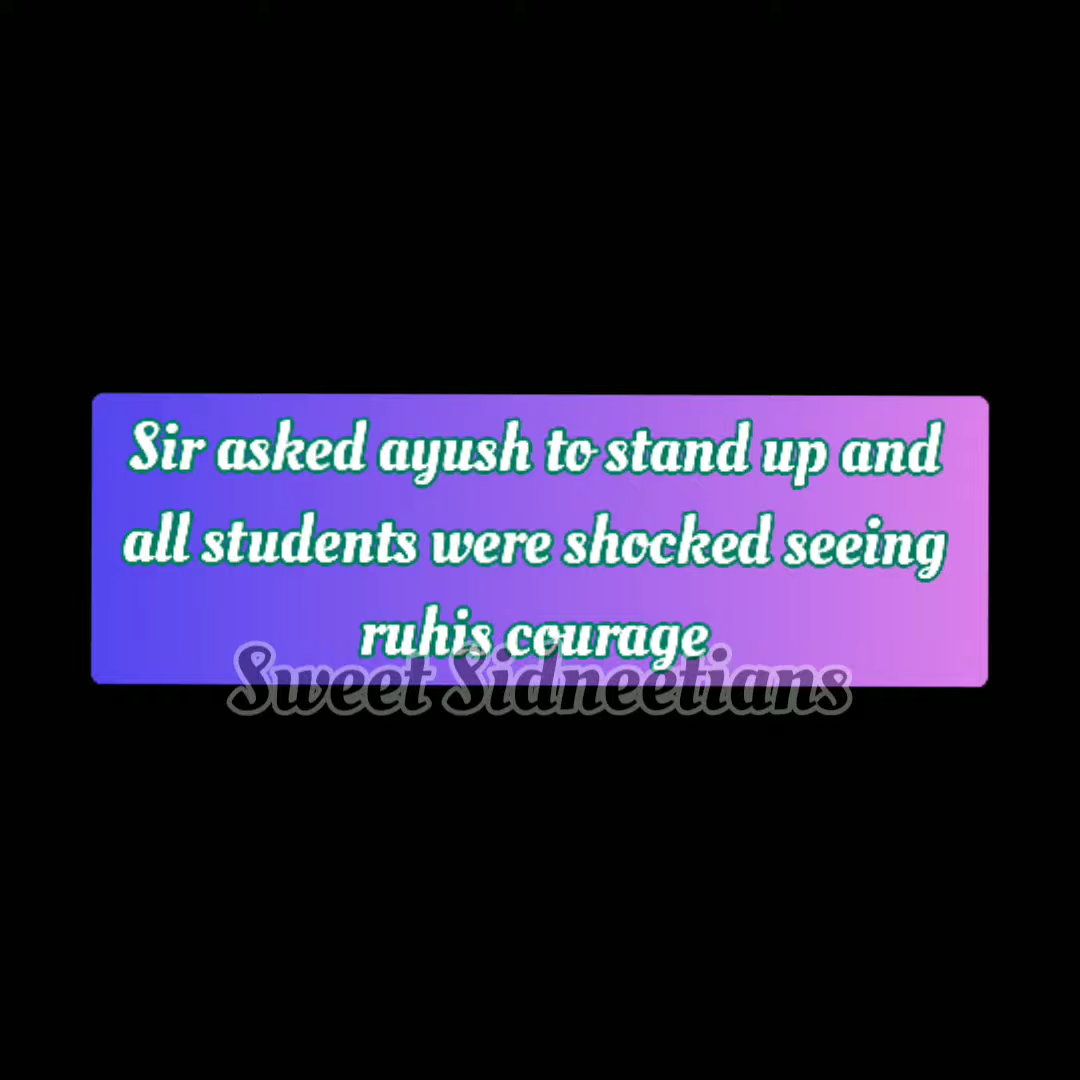 Sir asked ayush to stand up and
all students were shocked seeing
ruhis courage
Sweet Sidneetians